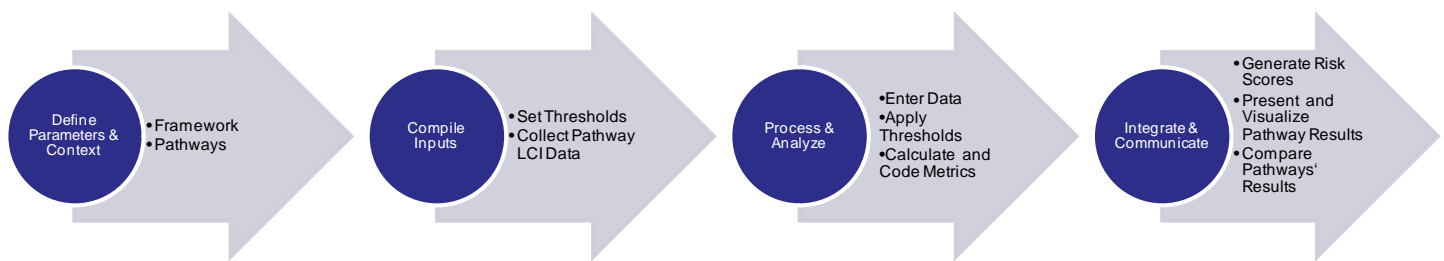 Define
Parameters &
Context
•Framework
•Pathways
Compile
Inputs
•Set Thresholds
•Collect Pathway
LCI Data
Process &
Analyze
•Enter Data
•Apply
Thresholds
•Calculate and
Code Metrics
Integrate &
Communicate
•Generate Risk
Scores
•Present and
Visualize
Pathway Results
•Compare
Pathways‘
Results